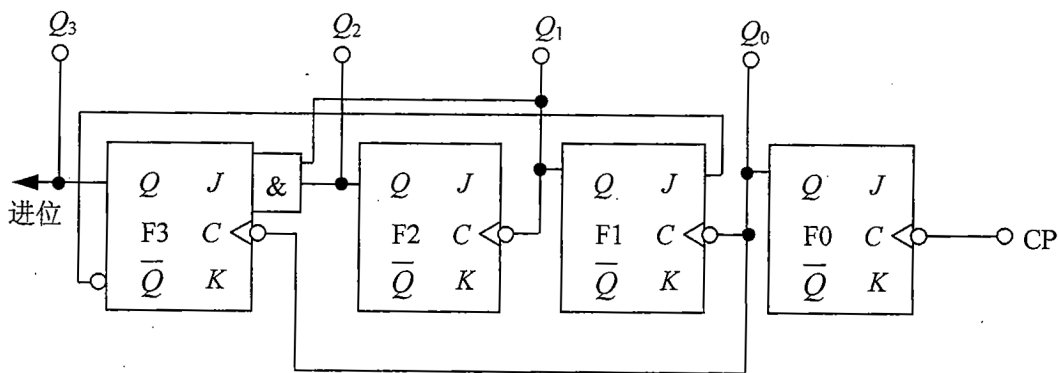 Q₃ Q₂ Q₁ Q₀
Q J & Q J Q J Q J
进位 F3 C F2 C F1 C F0 C CP
Q̅ K Q̅ K Q̅ K Q̅ K